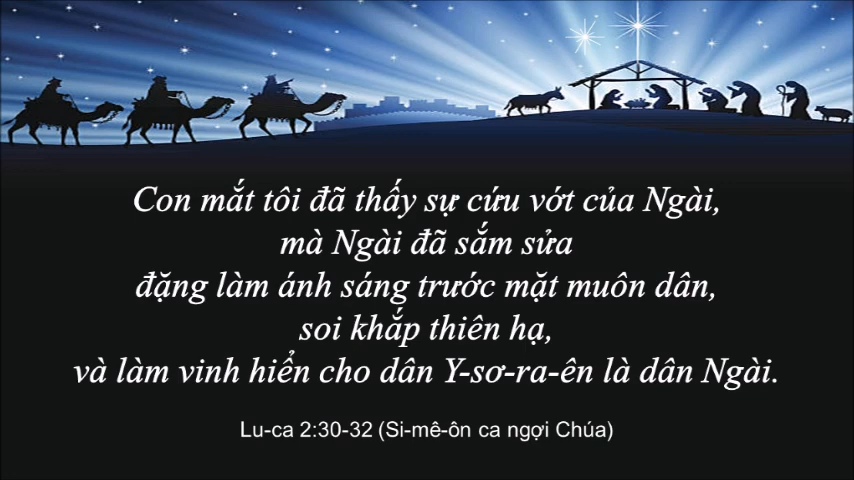 Con mắt tôi đã thấy sự cứu vớt của Ngài,
mà Ngài đã sắm sửa
đặng làm ánh sáng trước mặt muôn dân,
soi khắp thiên hạ,
và làm vinh hiển cho dân Y-sơ-ra-ên là dân Ngài.
Lu-ca 2:30-32 (Si-mê-ôn ca ngợi Chúa)